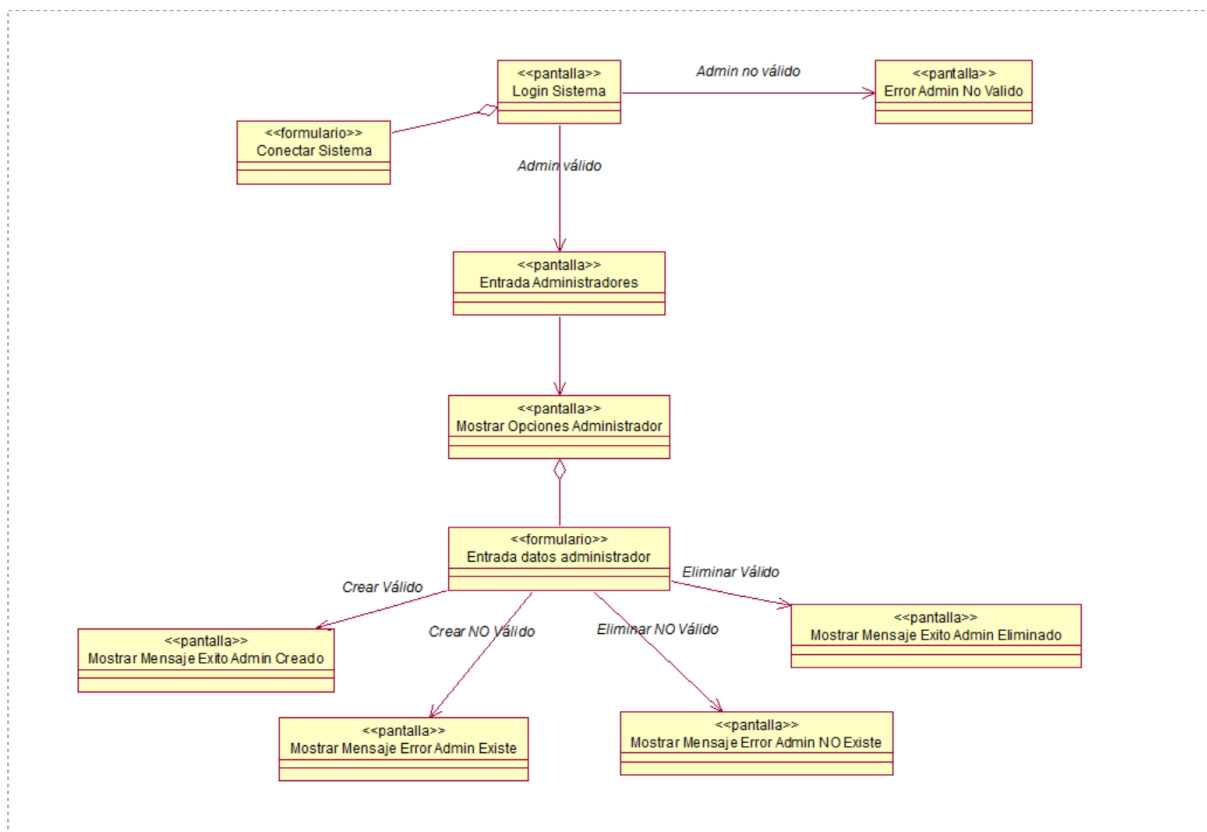 <<pantalla>>
Login Sistema
Admin no válido
<<pantalla>>
Error Admin No Valido
<<formulario>>
Conectar Sistema
Admin válido
<<pantalla>>
Entrada Administradores
<<pantalla>>
Mostrar Opciones Administrador
<<formulario>>
Entrada datos administrador
Crear Válido
Crear NO Válido
Eliminar NO Válido
Eliminar Válido
<<pantalla>>
Mostrar Mensaje Exito Admin Creado
<<pantalla>>
Mostrar Mensaje Error Admin Existe
<<pantalla>>
Mostrar Mensaje Error Admin NO Existe
<<pantalla>>
Mostrar Mensaje Exito Admin Eliminado